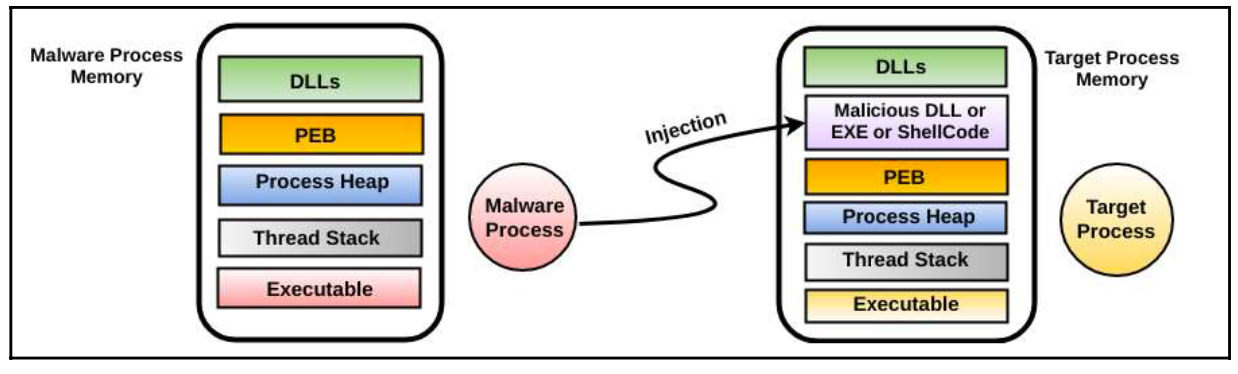 Malware Process
Memory
DLLs
PEB
Process Heap
Thread Stack
Executable
Malware
Process
Injection
DLLs
Malicious DLL or
EXE or ShellCode
PEB
Process Heap
Thread Stack
Executable
Target Process
Memory
Target
Process